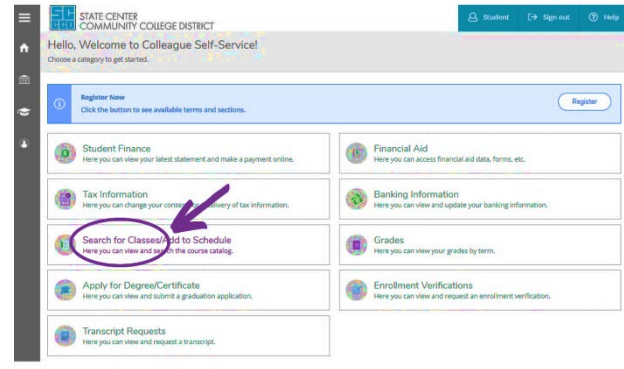 STATE CENTER
COMMUNITY COLLEGE DISTRICT
Student
Sign out
Help
Hello, Welcome to Colleague Self-Service!
Choose a category to get started.
Register Now
Click the button to see available terms and sections.
Register
Student Finance
Here you can view your latest statement and make a payment online.
Financial Aid
Here you can access financial aid data, forms, etc.
Tax Information
Here you can change your consent delivery of tax information.
Banking Information
Here you can view and update your banking information.
Search for Classes/Add to Schedule
Here you can view and search the course catalog.
Grades
Here you can view your grades by term.
Apply for Degree/Certificate
Here you can view and submit a graduation application.
Enrollment Verifications
Here you can view and request an enrollment verification.
Transcript Requests
Here you can view and request a transcript.